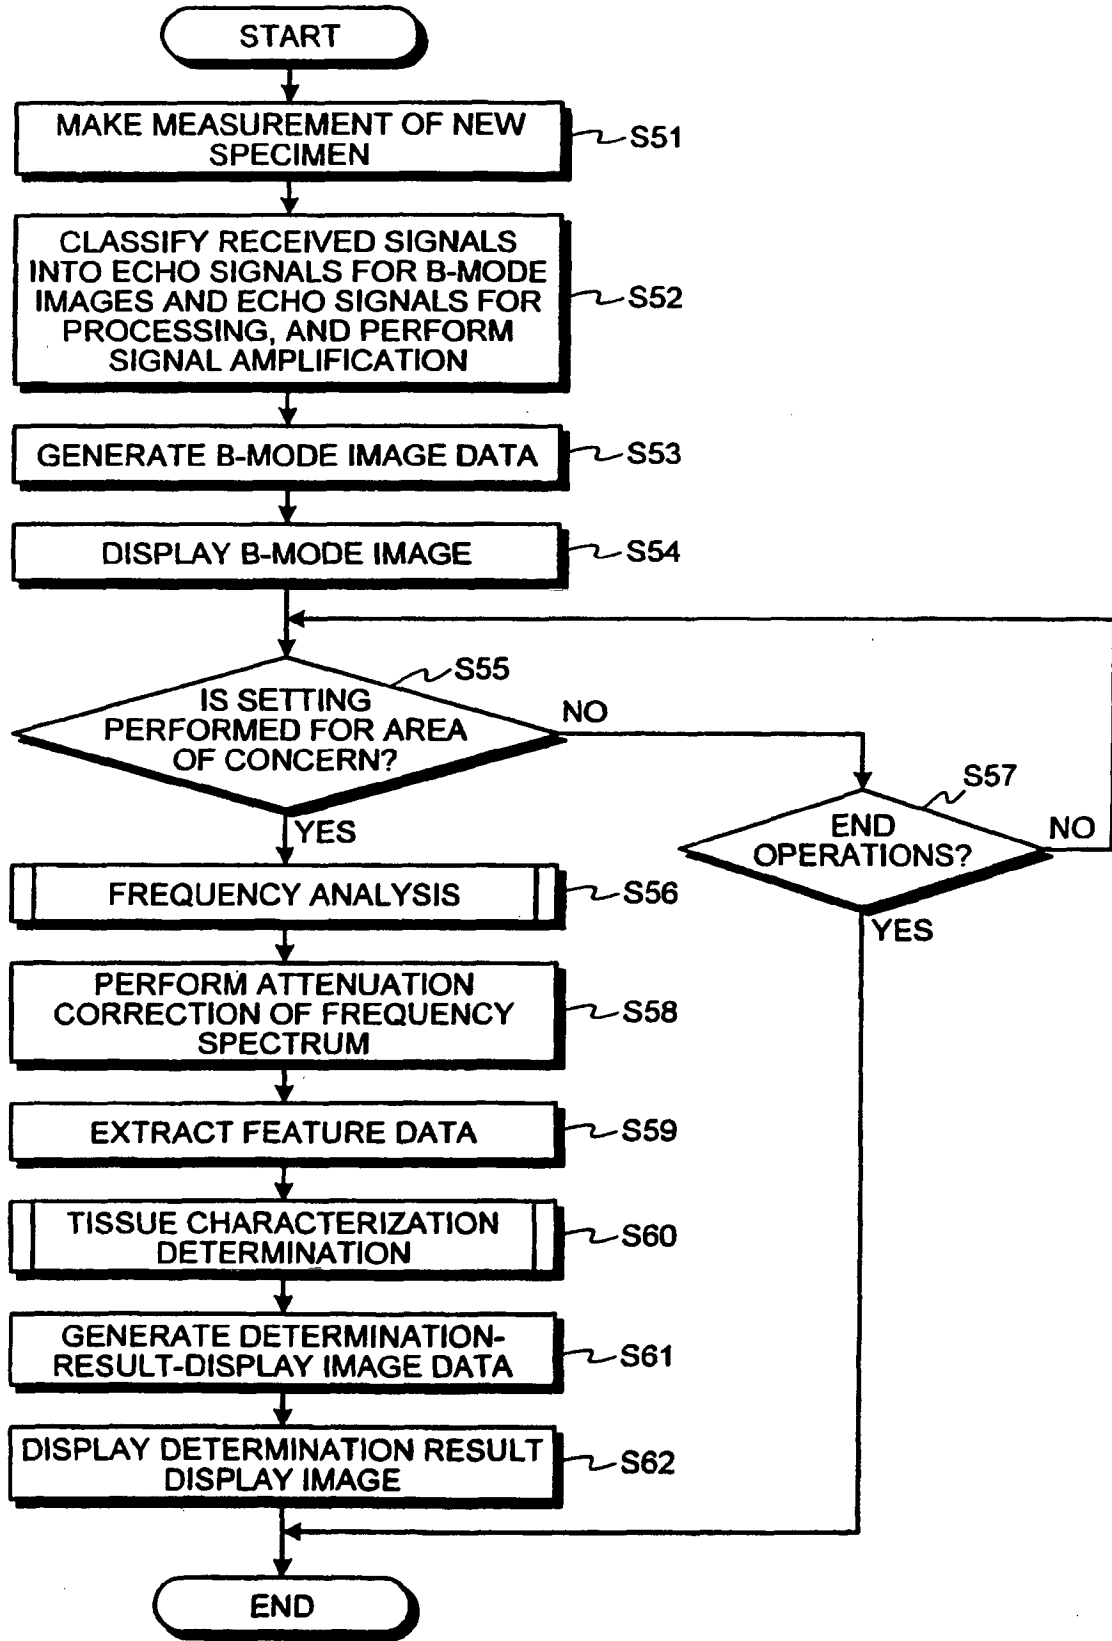 START
MAKE MEASUREMENT OF NEW
SPECIMEN
S51
CLASSIFY RECEIVED SIGNALS
INTO ECHO SIGNALS FOR B-MODE
IMAGES AND ECHO SIGNALS FOR
PROCESSING, AND PERFORM
SIGNAL AMPLIFICATION
S52
GENERATE B-MODE IMAGE DATA
S53
DISPLAY B-MODE IMAGE
S54
S55
IS SETTING
PERFORMED FOR AREA
OF CONCERN?
NO
YES
S57
END
OPERATIONS?
NO
YES
FREQUENCY ANALYSIS
S56
PERFORM ATTENUATION
CORRECTION OF FREQUENCY
SPECTRUM
S58
EXTRACT FEATURE DATA
S59
TISSUE CHARACTERIZATION
DETERMINATION
S60
GENERATE DETERMINATION-
RESULT-DISPLAY IMAGE DATA
S61
DISPLAY DETERMINATION RESULT
DISPLAY IMAGE
S62
END